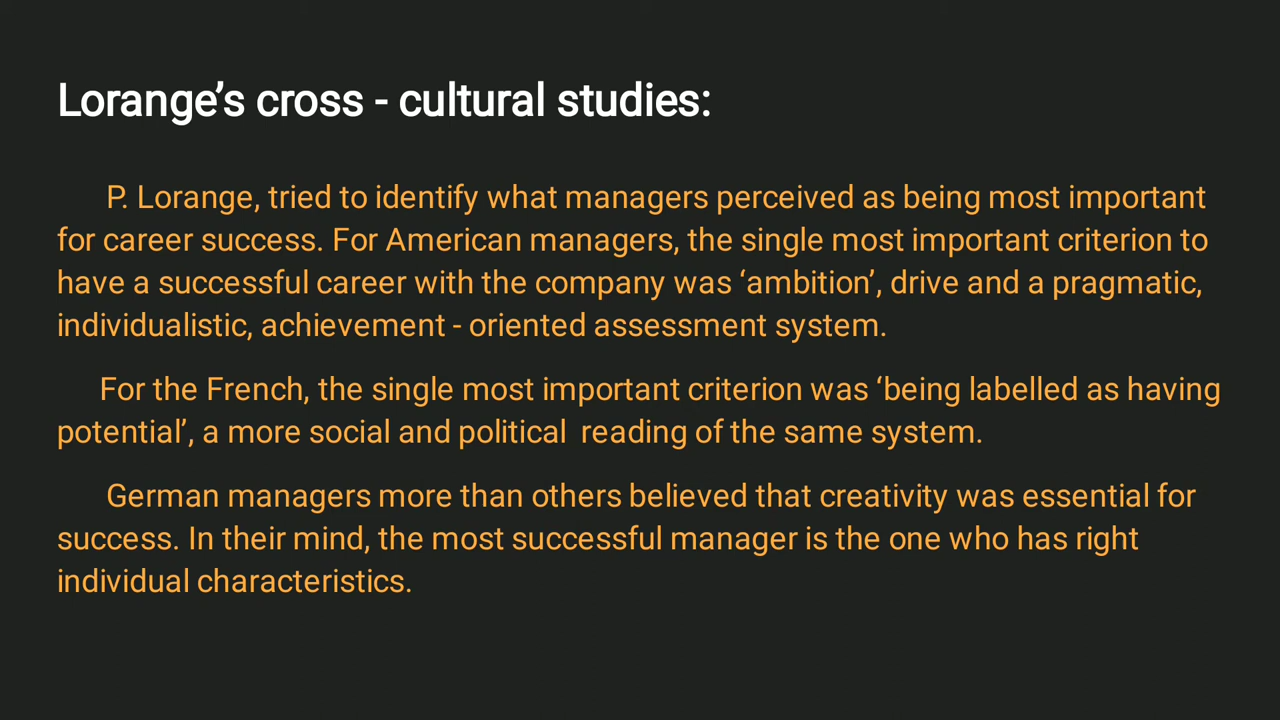 Lorange’s cross - cultural studies:
P. Lorange, tried to identify what managers perceived as being most important
for career success. For American managers, the single most important criterion to
have a successful career with the company was ‘ambition’, drive and a pragmatic,
individualistic, achievement - oriented assessment system.
For the French, the single most important criterion was ‘being labelled as having
potential’, a more social and political  reading of the same system.
German managers more than others believed that creativity was essential for
success. In their mind, the most successful manager is the one who has right
individual characteristics.